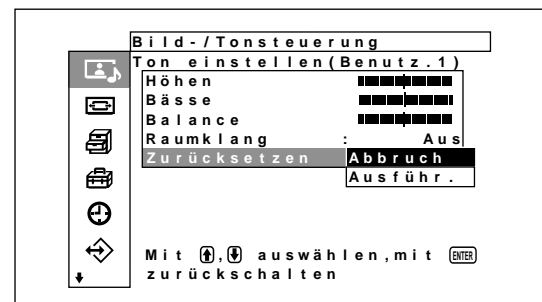 Bild-/Tonsteuerung
Ton einstellen(Benutz.1)
Höhen
Bässe
Balance
Raumklang : Aus
Zurücksetzen Abbruch
Ausführ.
Mit ↑,↓ auswählen,mit ENTER
zurückschalten